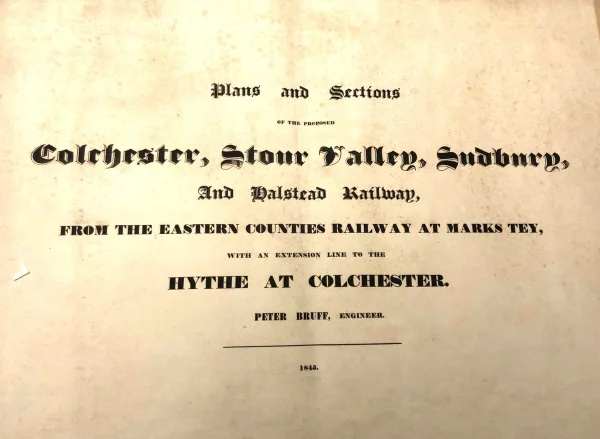 Plans and Sections
OF THE PROPOSED
Colchester, Stour Valley, Sudbury,
And Halstead Railway,
FROM THE EASTERN COUNTIES RAILWAY AT MARKS TEY,
WITH AN EXTENSION LINE TO THE
HYTHE AT COLCHESTER.
PETER BRUFF, ENGINEER.
1845.